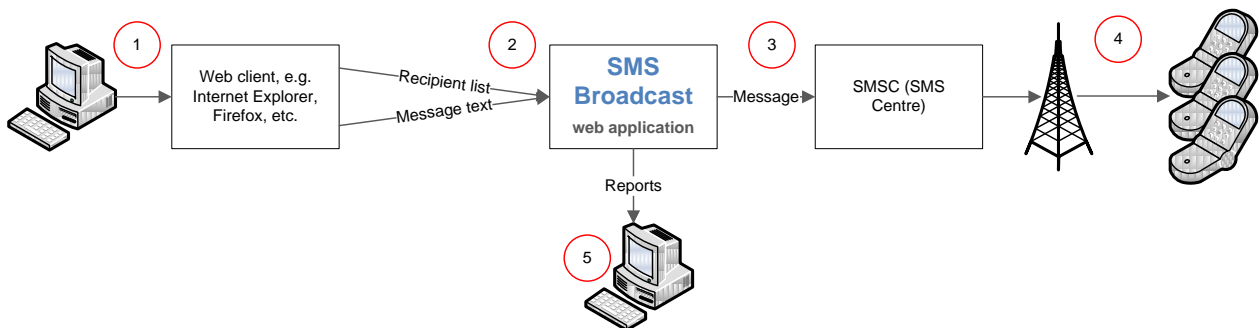 1
Web client, e.g.
Internet Explorer,
Firefox, etc.
Recipient list
Message text
2
SMS
Broadcast
web application
3
Message
SMSC (SMS
Centre)
4
Reports
5